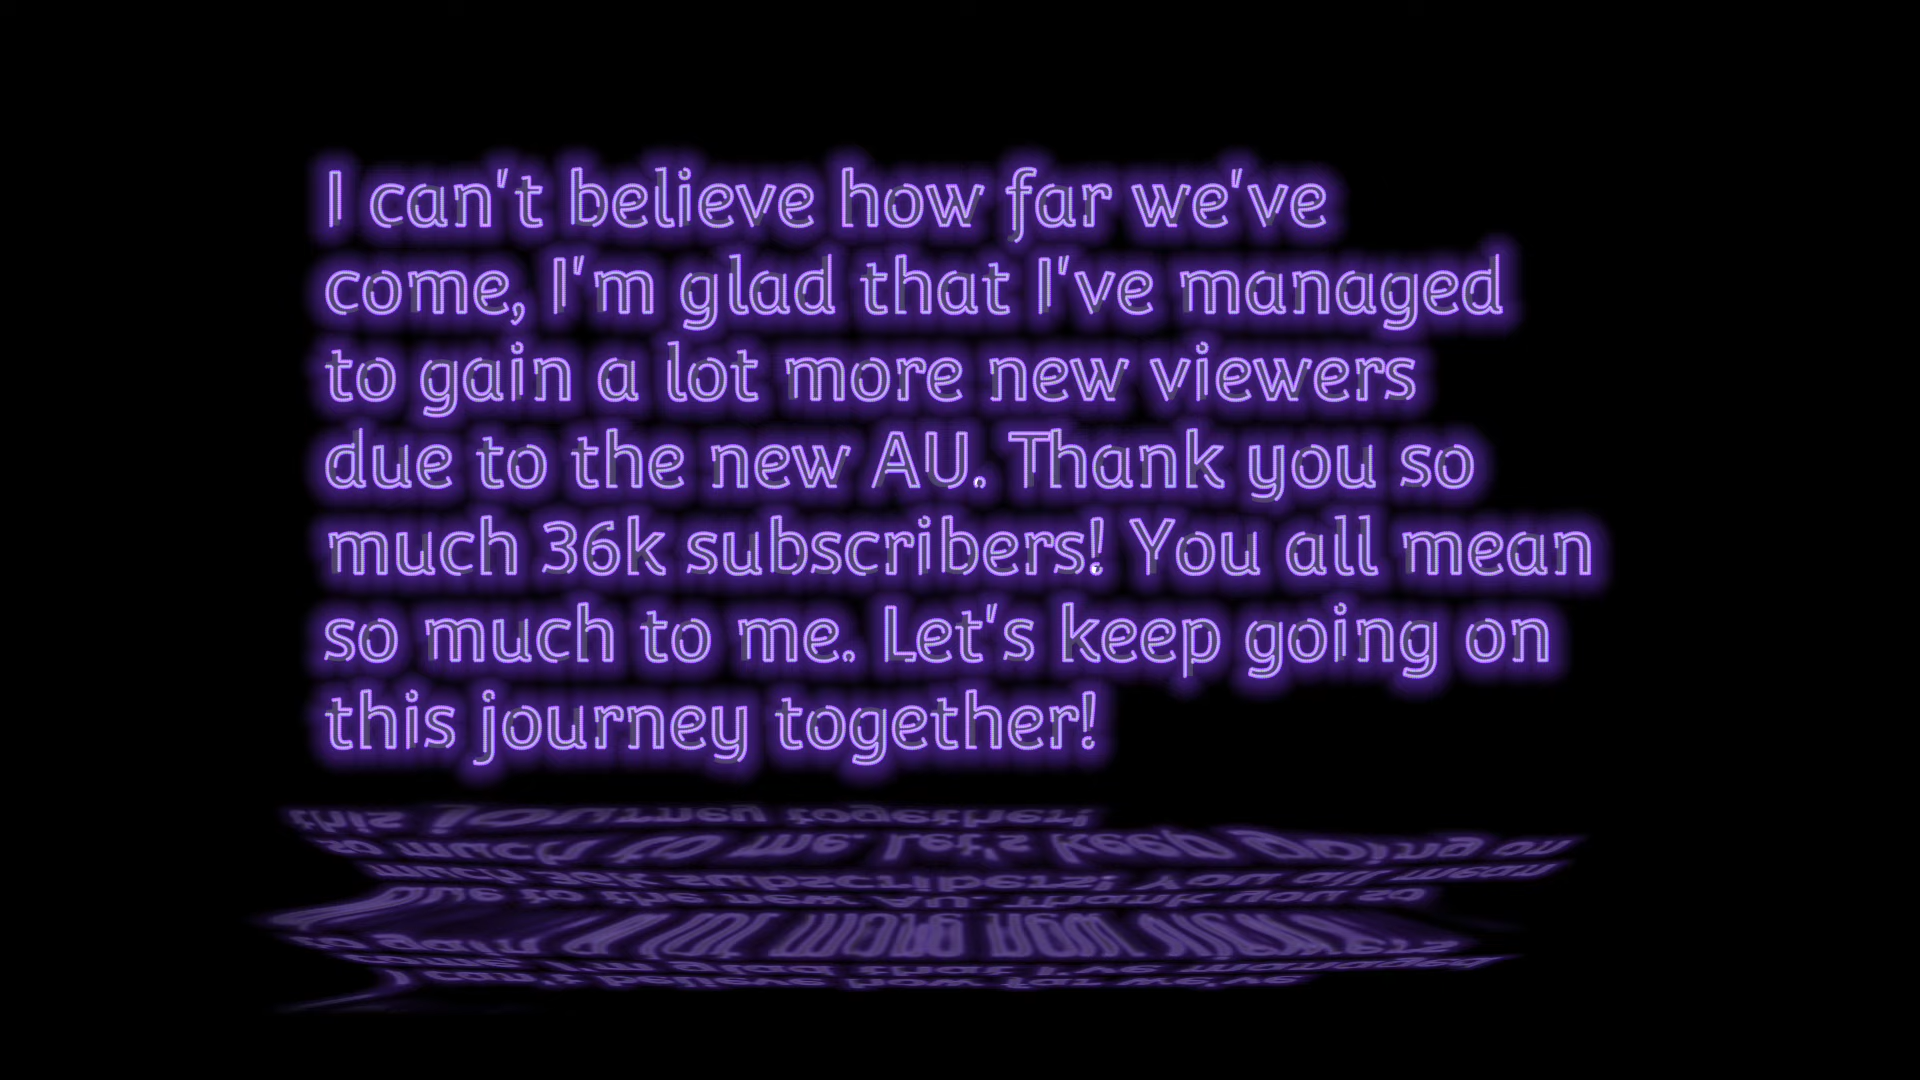 I can't believe how far we've
come, I'm glad that I've managed
to gain a lot more new viewers
due to the new AU. Thank you so
much 36k subscribers! You all mean
so much to me. Let's keep going on
this journey together!